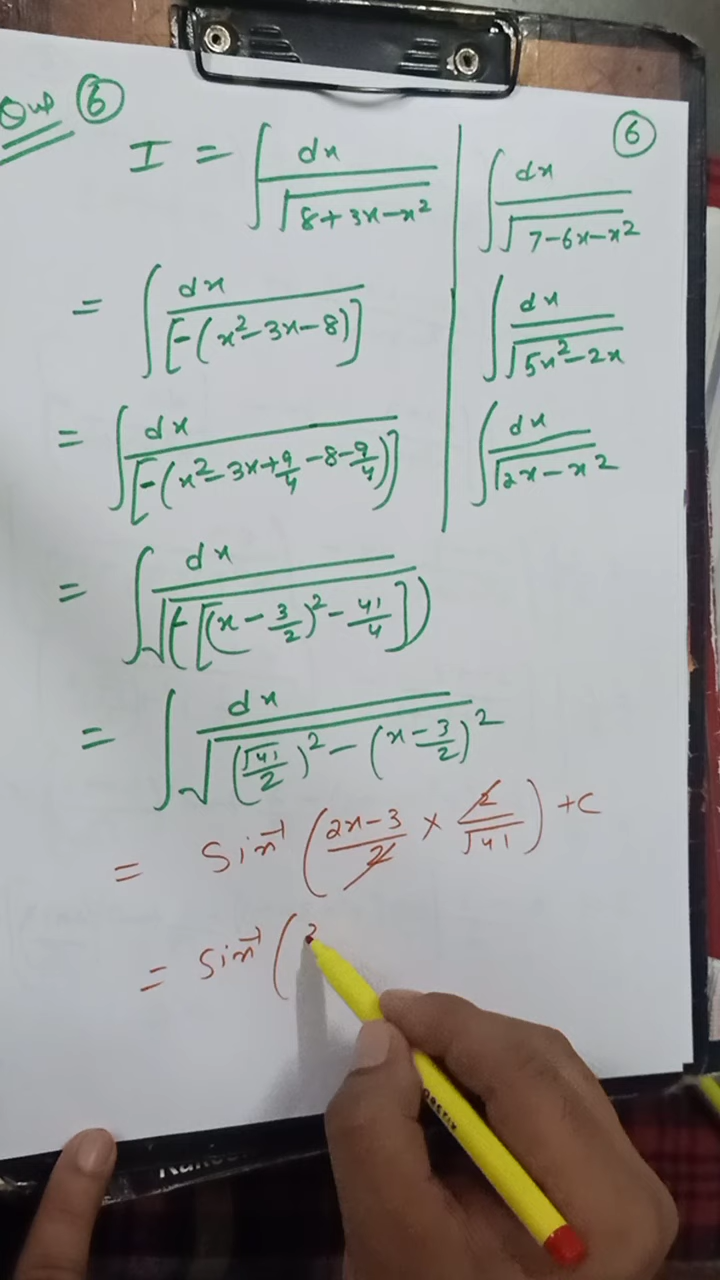 Ques 6
6
I = ∫ dx / √(8+3x-x²)
= ∫ dx / [-(x²-3x-8)]
= ∫ dx / [-(x²-3x+9/4-8-9/4)]
= ∫ dx / √(-[(x-3/2)²-41/4])
= ∫ dx / √((√41/2)²-(x-3/2)²)
= Sin⁻¹ (2x-3/2 × 2/√41) + C
= Sin⁻¹ (2
∫ dx / √(7-6x-x²)
∫ dx / √(5x²-2x)
∫ dx / √(2x-x²)